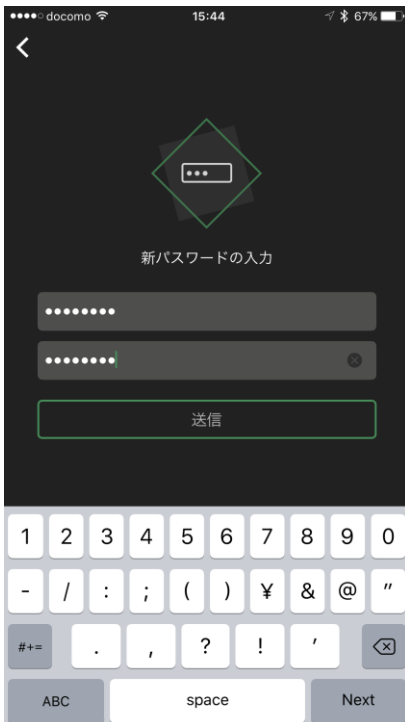 docomo 15:44 67%
新パスワードの入力
••••••••
••••••••
送信
1 2 3 4 5 6 7 8 9 0
- / : ; ( ) ¥ & @ "
#+= . , ? ! '
ABC space Next